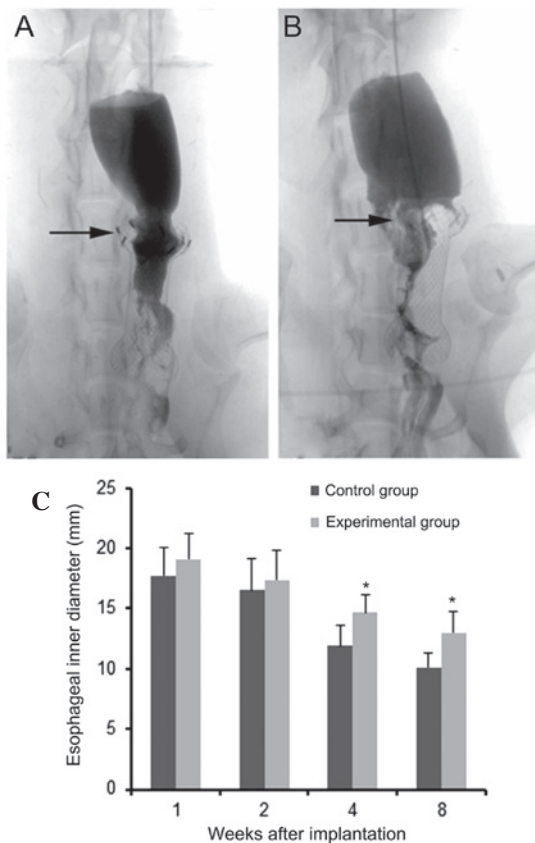 A
B
C
25
20
15
10
5
0
Esophageal inner diameter (mm)
Control group
Experimental group
*
*
1 2 4 8
Weeks after implantation